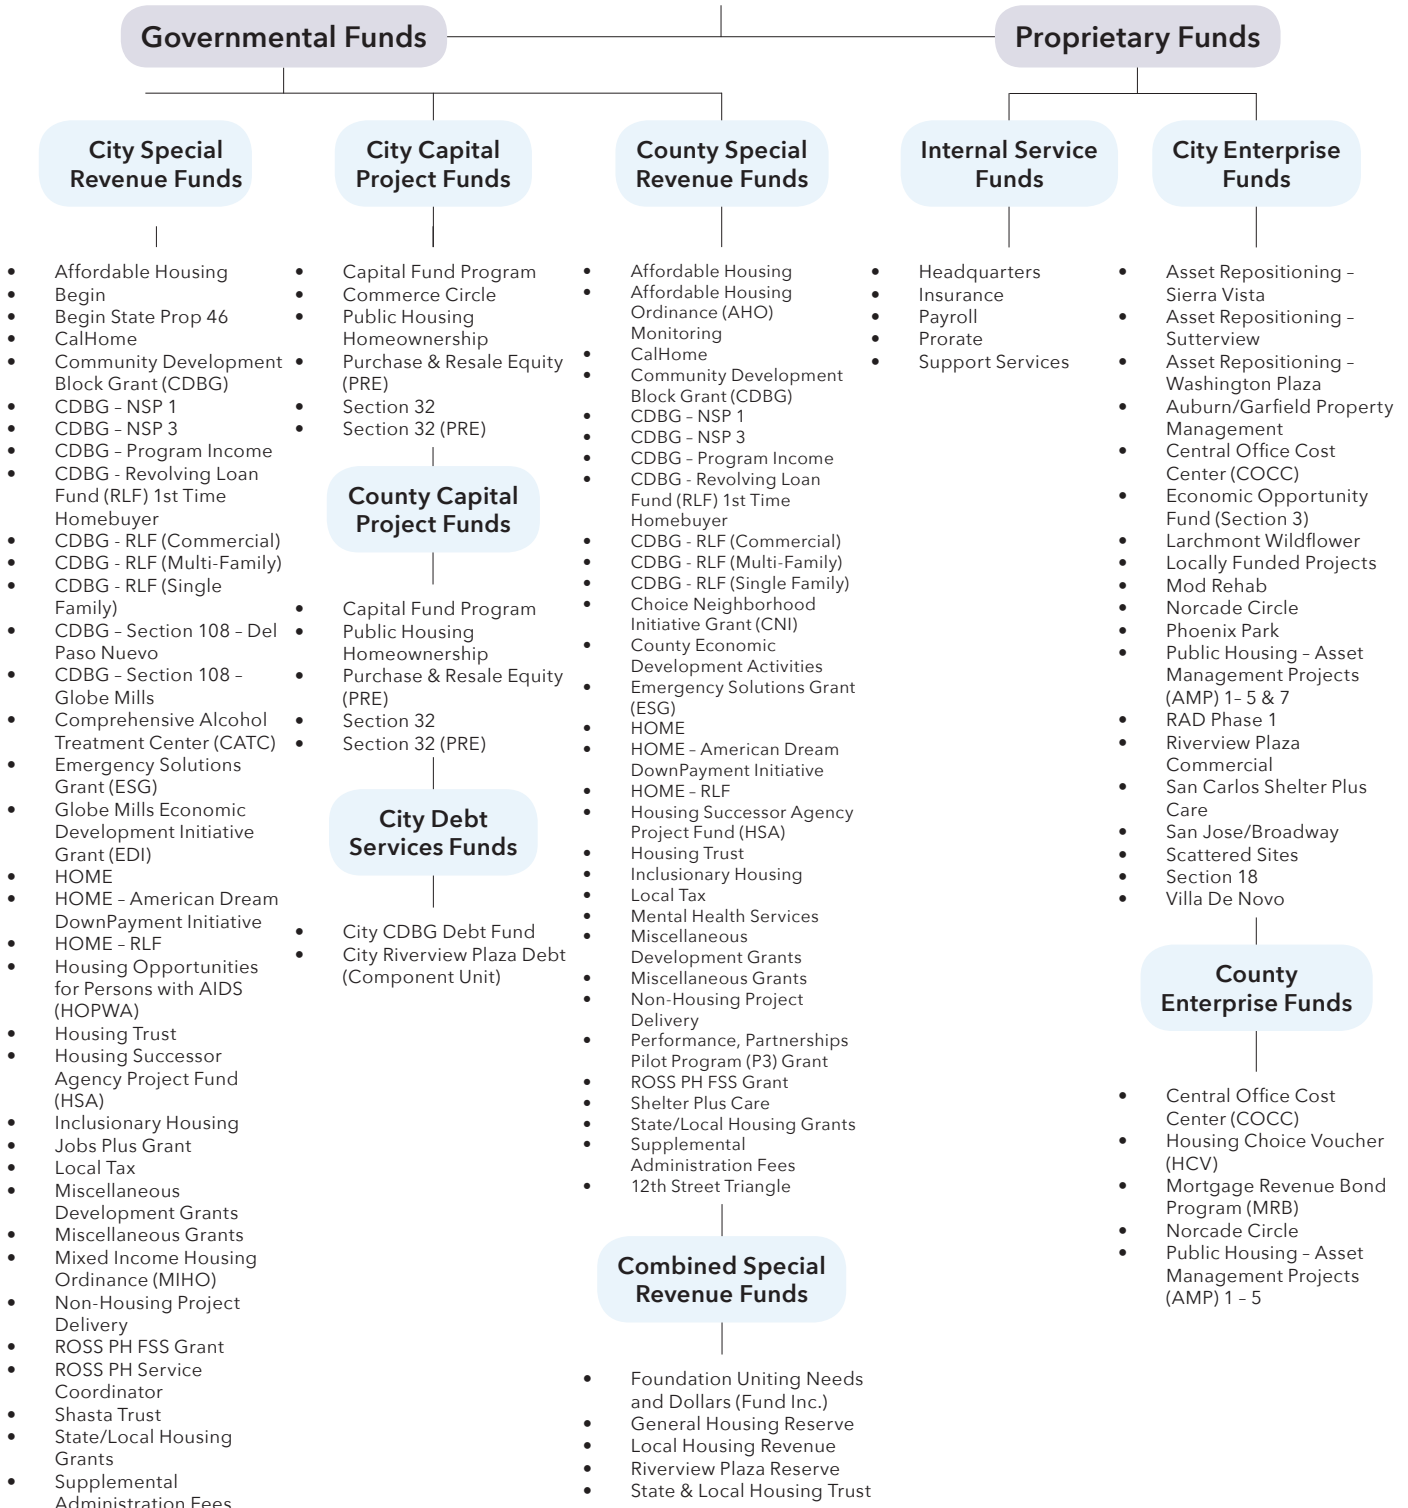 Governmental Funds
Proprietary Funds
City Special
Revenue Funds
• Affordable Housing
• Begin
• Begin State Prop 46
• CalHome
• Community Development
Block Grant (CDBG)
• CDBG – NSP 1
• CDBG – NSP 3
• CDBG – Program Income
• CDBG - Revolving Loan
Fund (RLF) 1st Time
Homebuyer
• CDBG - RLF (Commercial)
• CDBG - RLF (Multi-Family)
• CDBG - RLF (Single
Family)
• CDBG – Section 108 – Del
Paso Nuevo
• CDBG – Section 108 –
Globe Mills
• Comprehensive Alcohol
Treatment Center (CATC)
• Emergency Solutions
Grant (ESG)
• Globe Mills Economic
Development Initiative
Grant (EDI)
• HOME
• HOME – American Dream
DownPayment Initiative
• HOME – RLF
• Housing Opportunities
for Persons with AIDS
(HOPWA)
• Housing Trust
• Housing Successor
Agency Project Fund
(HSA)
• Inclusionary Housing
• Jobs Plus Grant
• Local Tax
• Miscellaneous
Development Grants
• Miscellaneous Grants
• Mixed Income Housing
Ordinance (MIHO)
• Non-Housing Project
Delivery
• ROSS PH FSS Grant
• ROSS PH Service
Coordinator
• Shasta Trust
• State/Local Housing
Grants
• Supplemental
Administration Fees
City Capital
Project Funds
• Capital Fund Program
• Commerce Circle
• Public Housing
Homeownership
• Purchase & Resale Equity
(PRE)
• Section 32
• Section 32 (PRE)
County Capital
Project Funds
• Capital Fund Program
• Public Housing
Homeownership
• Purchase & Resale Equity
(PRE)
• Section 32
• Section 32 (PRE)
City Debt
Services Funds
• City CDBG Debt Fund
• City Riverview Plaza Debt
(Component Unit)
County Special
Revenue Funds
• Affordable Housing
• Affordable Housing
Ordinance (AHO)
Monitoring
• CalHome
• Community Development
Block Grant (CDBG)
• CDBG – NSP 1
• CDBG – NSP 3
• CDBG – Program Income
• CDBG - Revolving Loan
Fund (RLF) 1st Time
Homebuyer
• CDBG - RLF (Commercial)
• CDBG - RLF (Multi-Family)
• CDBG - RLF (Single Family)
• Choice Neighborhood
Initiative Grant (CNI)
• County Economic
Development Activities
• Emergency Solutions Grant
(ESG)
• HOME
• HOME – American Dream
DownPayment Initiative
• HOME – RLF
• Housing Successor Agency
Project Fund (HSA)
• Housing Trust
• Inclusionary Housing
• Local Tax
• Mental Health Services
• Miscellaneous
Development Grants
• Miscellaneous Grants
• Non-Housing Project
Delivery
• Performance, Partnerships
Pilot Program (P3) Grant
• ROSS PH FSS Grant
• Shelter Plus Care
• State/Local Housing Grants
• Supplemental
Administration Fees
• 12th Street Triangle
Combined Special
Revenue Funds
• Foundation Uniting Needs
and Dollars (Fund Inc.)
• General Housing Reserve
• Local Housing Revenue
• Riverview Plaza Reserve
• State & Local Housing Trust
Internal Service
Funds
• Headquarters
• Insurance
• Payroll
• Prorate
• Support Services
City Enterprise
Funds
• Asset Repositioning –
Sierra Vista
• Asset Repositioning –
Sutterview
• Asset Repositioning –
Washington Plaza
• Auburn/Garfield Property
Management
• Central Office Cost
Center (COCC)
• Economic Opportunity
Fund (Section 3)
• Larchmont Wildflower
• Locally Funded Projects
• Mod Rehab
• Norcade Circle
• Phoenix Park
• Public Housing – Asset
Management Projects
(AMP) 1– 5 & 7
• RAD Phase 1
• Riverview Plaza
Commercial
• San Carlos Shelter Plus
Care
• San Jose/Broadway
• Scattered Sites
• Section 18
• Villa De Novo
County
Enterprise Funds
• Central Office Cost
Center (COCC)
• Housing Choice Voucher
(HCV)
• Mortgage Revenue Bond
Program (MRB)
• Norcade Circle
• Public Housing – Asset
Management Projects
(AMP) 1 – 5